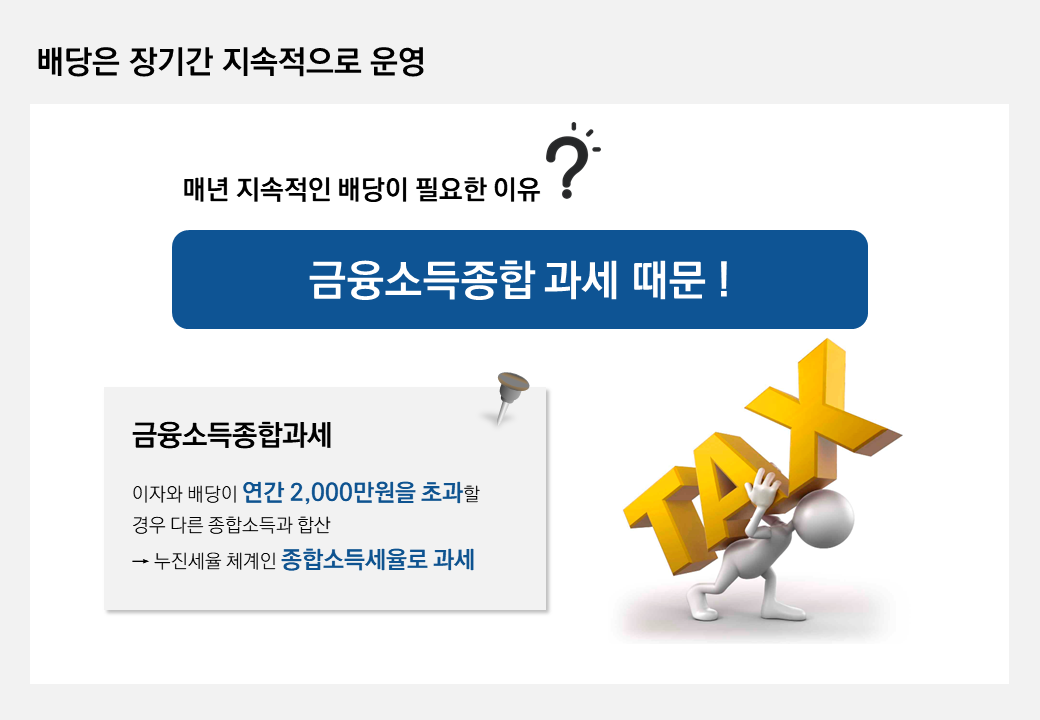 배당은 장기간 지속적으로 운영
매년 지속적인 배당이 필요한 이유
?
금융소득종합 과세 때문 !
금융소득종합과세
이자와 배당이 연간 2,000만원을 초과할
경우 다른 종합소득과 합산
→ 누진세율 체계인 종합소득세율로 과세
TAX